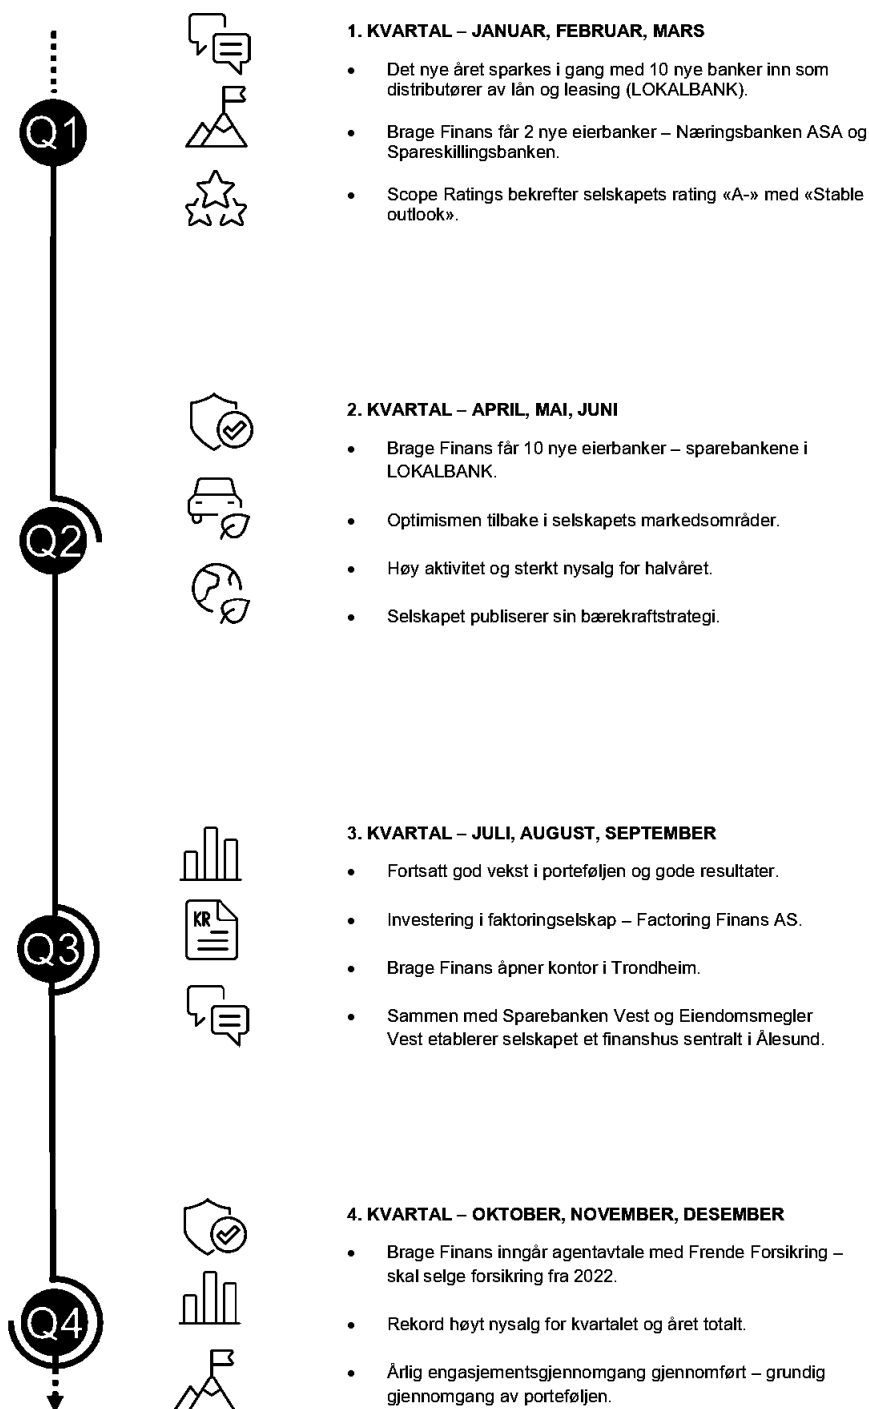 Q1
1. KVARTAL – JANUAR, FEBRUAR, MARS
• Det nye året sparkes i gang med 10 nye banker inn som
distributører av lån og leasing (LOKALBANK).
• Brage Finans får 2 nye eierbanker – Næringsbanken ASA og
Spareskillingsbanken.
• Scope Ratings bekrefter selskapets rating «A-» med «Stable
outlook».
Q2
2. KVARTAL – APRIL, MAI, JUNI
• Brage Finans får 10 nye eierbanker – sparebankene i
LOKALBANK.
• Optimismen tilbake i selskapets markedsområder.
• Høy aktivitet og sterkt nysalg for halvåret.
• Selskapet publiserer sin bærekraftstrategi.
Q3
3. KVARTAL – JULI, AUGUST, SEPTEMBER
• Fortsatt god vekst i porteføljen og gode resultater.
KR
• Investering i faktoringselskap – Factoring Finans AS.
• Brage Finans åpner kontor i Trondheim.
• Sammen med Sparebanken Vest og Eiendomsmegler
Vest etablerer selskapet et finanshus sentralt i Ålesund.
Q4
4. KVARTAL – OKTOBER, NOVEMBER, DESEMBER
• Brage Finans inngår agentavtale med Frende Forsikring –
skal selge forsikring fra 2022.
• Rekord høyt nysalg for kvartalet og året totalt.
• Årlig engasjementsgjennomgang gjennomført – grundig
gjennomgang av porteføljen.